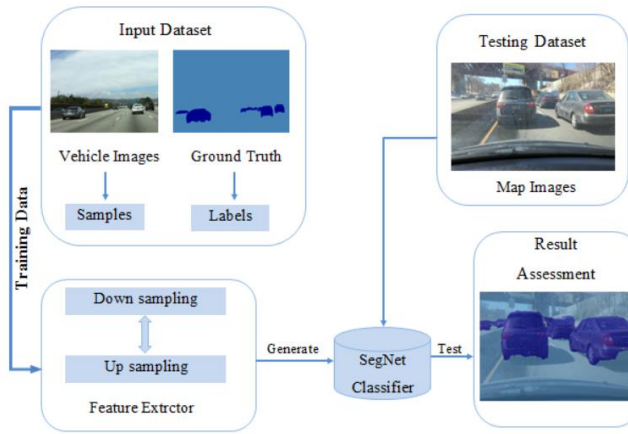 Input Dataset
Vehicle Images
Ground Truth
Samples
Labels
Training Data
Testing Dataset
Map Images
Down sampling
Up sampling
Feature Extrctor
Generate
SegNet
Classifier
Test
Result
Assessment